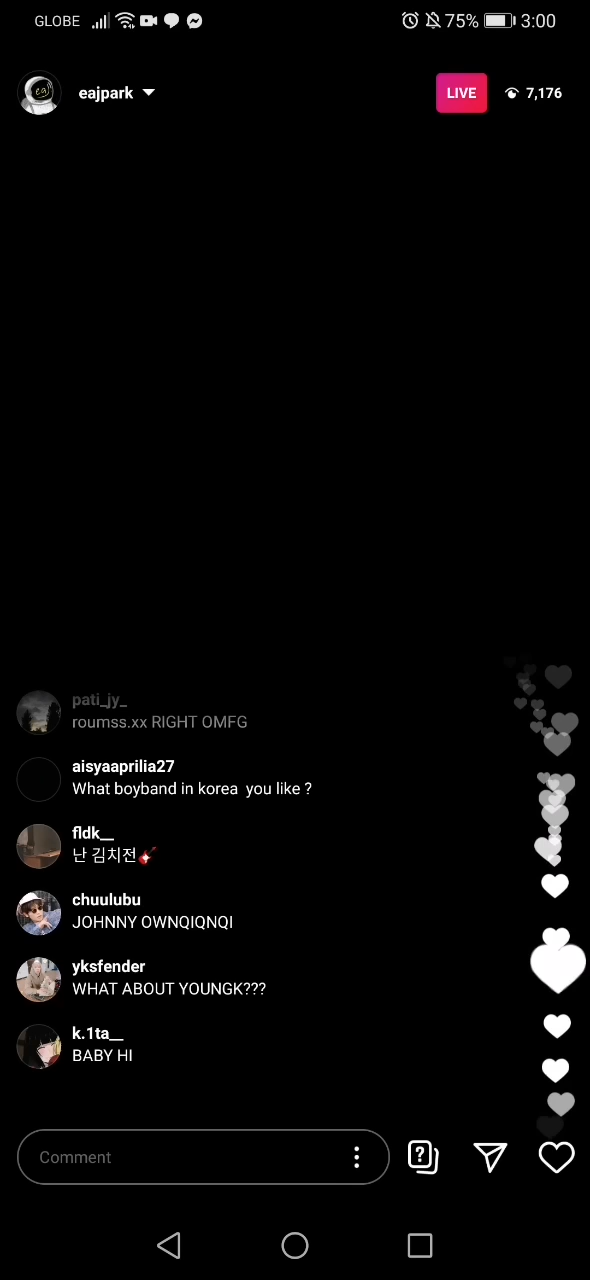 GLOBE 75% 3:00
eaj
eajpark LIVE 7,176
pati_jy_
roumss.xx RIGHT OMFG
aisyaaprilia27
What boyband in korea you like ?
fldk__
난 김치전🎸
chuulubu
JOHNNY OWNQIQNQI
yksfender
WHAT ABOUT YOUNGK???
k.1ta__
BABY HI
Comment